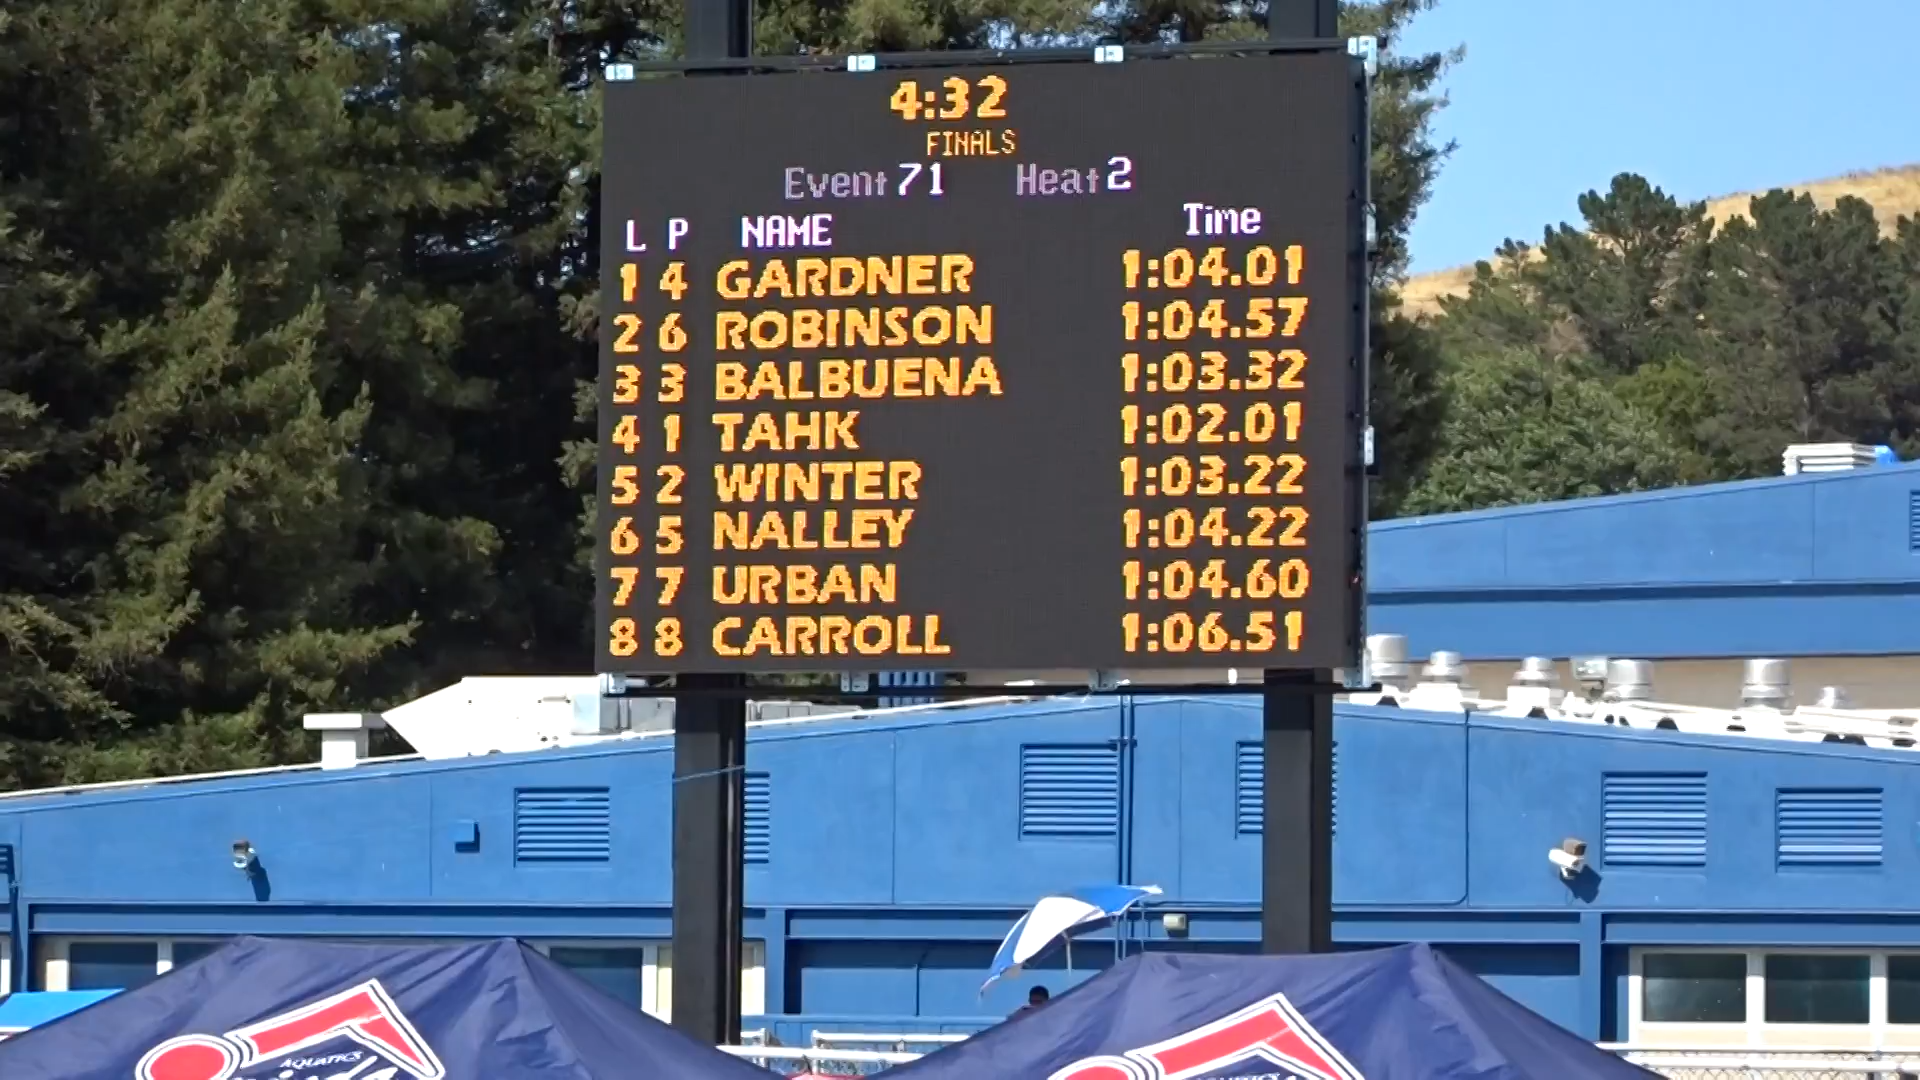 4:32
FINALS
Event 71 Heat 2
L P NAME Time
1 4 GARDNER 1:04.01
2 6 ROBINSON 1:04.57
3 3 BALBUENA 1:03.32
4 1 TAHK 1:02.01
5 2 WINTER 1:03.22
6 5 NALLEY 1:04.22
7 7 URBAN 1:04.60
8 8 CARROLL 1:06.51
AQUATICS